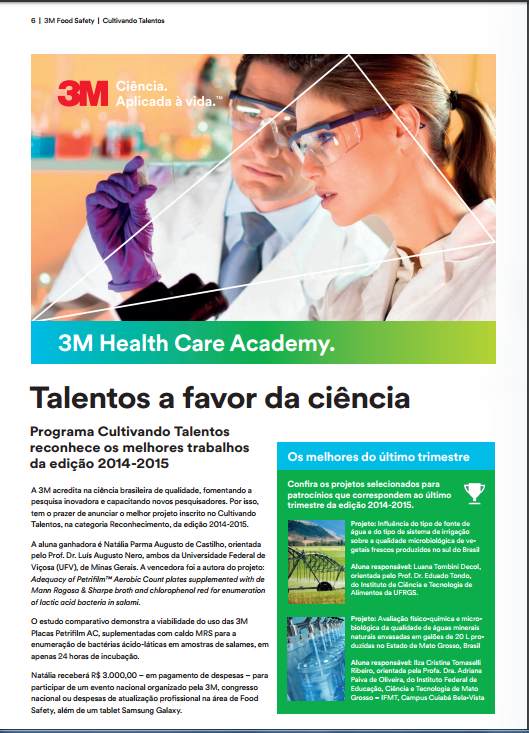 6 | 3M Food Safety | Cultivando Talentos
3M Ciência.
Aplicada à vida.™
3M Health Care Academy.
Talentos a favor da ciência
Programa Cultivando Talentos
reconhece os melhores trabalhos
da edição 2014-2015
A 3M acredita na ciência brasileira de qualidade, fomentando a
pesquisa inovadora e capacitando novos pesquisadores. Por isso,
tem o prazer de anunciar o melhor projeto inscrito no Cultivando
Talentos, na categoria Reconhecimento, da edição 2014-2015.
A aluna ganhadora é Natália Parma Augusto de Castilho, orientada
pelo Prof. Dr. Luís Augusto Nero, ambos da Universidade Federal de
Viçosa (UFV), de Minas Gerais. A vencedora foi a autora do projeto:
Adequacy of Petrifilm™ Aerobic Count plates supplemented with de
Mann Rogosa & Sharpe broth and chlorophenol red for enumeration
of lactic acid bacteria in salami.
O estudo comparativo demonstra a viabilidade do uso das 3M
Placas Petrifilm AC, suplementadas com caldo MRS para a
enumeração de bactérias ácido-láticas em amostras de salames, em
apenas 24 horas de incubação.
Natália receberá R$ 3.000,00 – em pagamento de despesas – para
participar de um evento nacional organizado pela 3M, congresso
nacional ou despesas de atualização profissional na área de Food
Safety, além de um tablet Samsung Galaxy.
Os melhores do último trimestre
Confira os projetos selecionados para
patrocínios que correspondem ao último
trimestre da edição 2014-2015.
Projeto: Influência do tipo de fonte de
água e do tipo de sistema de irrigação
sobre a qualidade microbiológica de ve-
getais frescos produzidos no sul do Brasil
Aluna responsável: Luana Tombini Decol,
orientada pelo Prof. Dr. Eduado Tondo,
do Instituto de Ciência e Tecnologia de
Alimentos da UFRGS.
Projeto: Avaliação físico-química e micro-
biológica da qualidade de águas minerais
naturais envasadas em galões de 20 L pro-
duzidas no Estado de Mato Grosso, Brasil
Aluna responsável: Ilza Cristina Tomaselli
Ribeiro, orientada pela Profa. Dra. Adriana
Paiva de Oliveira, do Instituto Federal de
Educação, Ciência e Tecnologia de Mato
Grosso – IFMT, Campus Cuiabá Bela-Vista